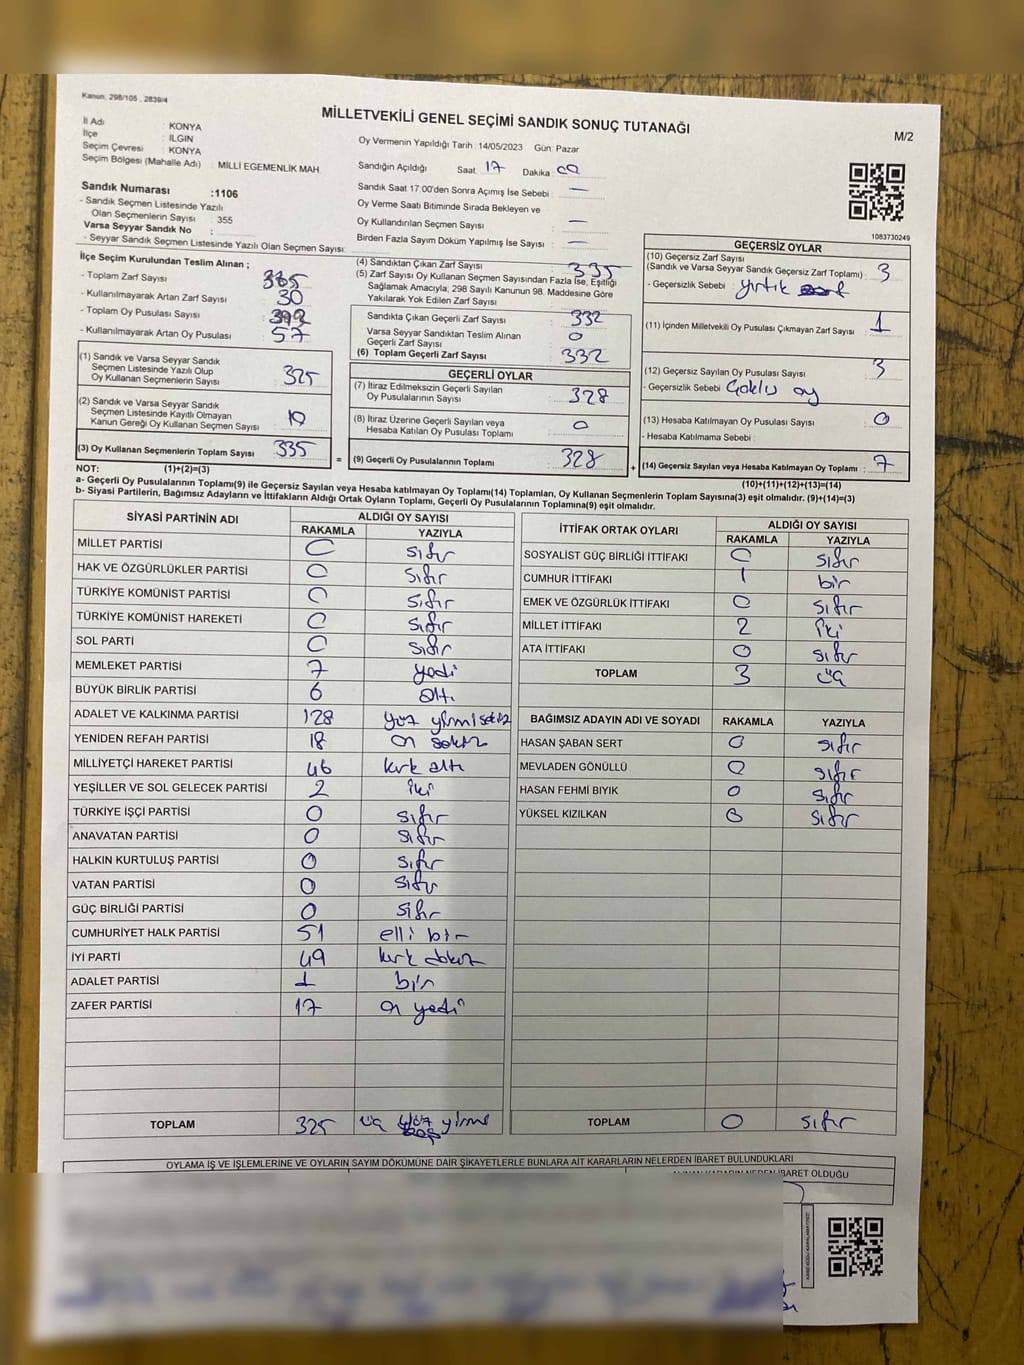 Kanun, 298/105 , 2839/4
MİLLETVEKİLİ GENEL SEÇİMİ SANDIK SONUÇ TUTANAĞI
M/2
İl Adı KONYA
İlçe : ILGIN
Seçim Çevresi : KONYA
Seçim Bölgesi (Mahalle Adı) : MİLLİ EGEMENLİK MAH
Sandık Numarası :1106
- Sandık Seçmen Listesinde Yazılı
Olan Seçmenlerin Sayısı : 355
Varsa Seyyar Sandık No :
- Seyyar Sandık Seçmen Listesinde Yazılı Olan Seçmen Sayısı:
Oy Vermenin Yapıldığı Tarih : 14/05/2023 Gün: Pazar
Sandığın Açıldığı Saat: 17 Dakika:
Sandık Saat 17:00'den Sonra Açımış İse Sebebi : —
Oy Verme Saati Bitiminde Sırada Bekleyen ve
Oy Kullandırılan Seçmen Sayısı : —
Birden Fazla Sayım Döküm Yapılmış İse Sayısı : —
1083730249
İlçe Seçim Kurulundan Teslim Alınan ;
- Toplam Zarf Sayısı : 365
- Kullanılmayarak Artan Zarf Sayısı : 30
- Toplam Oy Pusulası Sayısı : 392
- Kullanılmayarak Artan Oy Pusulası : 57
(1) Sandık ve Varsa Seyyar Sandık
Seçmen Listesinde Yazılı Olup
Oy Kullanan Seçmenlerin Sayısı : 325
(2) Sandık ve Varsa Seyyar Sandık
Seçmen Listesinde Kayıtlı Olmayan
Kanun Gereği Oy Kullanan Seçmen Sayısı : 10
(3) Oy Kullanan Seçmenlerin Toplam Sayısı : 335
(4) Sandıktan Çıkan Zarf Sayısı : 335
(5) Zarf Sayısı Oy Kullanan Seçmen Sayısından Fazla İse, Eşitliği
Sağlamak Amacıyla; 298 Sayılı Kanunun 98. Maddesine Göre
Yakılarak Yok Edilen Zarf Sayısı
Sandıkta Çıkan Geçerli Zarf Sayısı : 332
Varsa Seyyar Sandıktan Teslim Alınan
Geçerli Zarf Sayısı : 0
(6) Toplam Geçerli Zarf Sayısı : 332
GEÇERLİ OYLAR
(7) İtiraz Edilmeksizin Geçerli Sayılan
Oy Pusulalarının Sayısı : 328
(8) İtiraz Üzerine Geçerli Sayılan veya
Hesaba Katılan Oy Pusulası Toplamı : 0
= (9) Geçerli Oy Pusulalarının Toplamı : 328 +
GEÇERSİZ OYLAR
(10) Geçersiz Zarf Sayısı
(Sandık ve Varsa Seyyar Sandık Geçersiz Zarf Toplamı) : 3
- Geçersizlik Sebebi : yırtık
(11) İçinden Milletvekili Oy Pusulası Çıkmayan Zarf Sayısı : 1
(12) Geçersiz Sayılan Oy Pusulası Sayısı : 3
- Geçersizlik Sebebi : Çoklu oy
(13) Hesaba Katılmayan Oy Pusulası Sayısı : 0
- Hesaba Katılmama Sebebi :
(14) Geçersiz Sayılan veya Hesaba Katılmayan Oy Toplamı : 7
NOT: (1)+(2)=(3) (10)+(11)+(12)+(13)=(14)
a- Geçerli Oy Pusulalarının Toplamı(9) ile Geçersiz Sayılan veya Hesaba katılmayan Oy Toplamı(14) Toplamları, Oy Kullanan Seçmenlerin Toplam Sayısına(3) eşit olmalıdır. (9)+(14)=(3)
b- Siyasi Partilerin, Bağımsız Adayların ve İttifakların Aldığı Ortak Oyların Toplamı, Geçerli Oy Pusulalarının Toplamına(9) eşit olmalıdır.
SİYASİ PARTİNİN ADI ALDIĞI OY SAYISI
RAKAMLA YAZIYLA
MİLLET PARTİSİ 0 sıfır
HAK VE ÖZGÜRLÜKLER PARTİSİ 0 sıfır
TÜRKİYE KOMÜNİST PARTİSİ 0 sıfır
TÜRKİYE KOMÜNİST HAREKETİ 0 sıfır
SOL PARTİ 0 sıfır
MEMLEKET PARTİSİ 7 yedi
BÜYÜK BİRLİK PARTİSİ 6 altı
ADALET VE KALKINMA PARTİSİ 128 yüz yirmi sekiz
YENİDEN REFAH PARTİSİ 18 on sekiz
MİLLİYETÇİ HAREKET PARTİSİ 46 kırk altı
YEŞİLLER VE SOL GELECEK PARTİSİ 2 iki
TÜRKİYE İŞÇİ PARTİSİ 0 sıfır
ANAVATAN PARTİSİ 0 sıfır
HALKIN KURTULUŞ PARTİSİ 0 sıfır
VATAN PARTİSİ 0 sıfır
GÜÇ BİRLİĞİ PARTİSİ 0 sıfır
CUMHURİYET HALK PARTİSİ 51 elli bir
İYİ PARTİ 49 kırk dokuz
ADALET PARTİSİ 1 bir
ZAFER PARTİSİ 17 on yedi
TOPLAM 325 üç yüz yirmi
İTTİFAK ORTAK OYLARI ALDIĞI OY SAYISI
RAKAMLA YAZIYLA
SOSYALİST GÜÇ BİRLİĞİ İTTİFAKI 0 sıfır
CUMHUR İTTİFAKI 1 bir
EMEK VE ÖZGÜRLÜK İTTİFAKI 0 sıfır
MİLLET İTTİFAKI 2 iki
ATA İTTİFAKI 0 sıfır
TOPLAM 3 üç
BAĞIMSIZ ADAYIN ADI VE SOYADI RAKAMLA YAZIYLA
HASAN ŞABAN SERT 0 sıfır
MEVLADEN GÖNÜLLÜ 0 sıfır
HASAN FEHMİ BIYIK 0 sıfır
YÜKSEL KIZILKAN 0 sıfır
TOPLAM 0 sıfır
OYLAMA İŞ VE İŞLEMLERİNE VE OYLARIN SAYIM DÖKÜMÜNE DAİR ŞİKAYETLERLE BUNLARA AİT KARARLARIN NELERDEN İBARET BULUNDUKLARI
ALINAN KARARIN NEDEN İBARET OLDUĞU